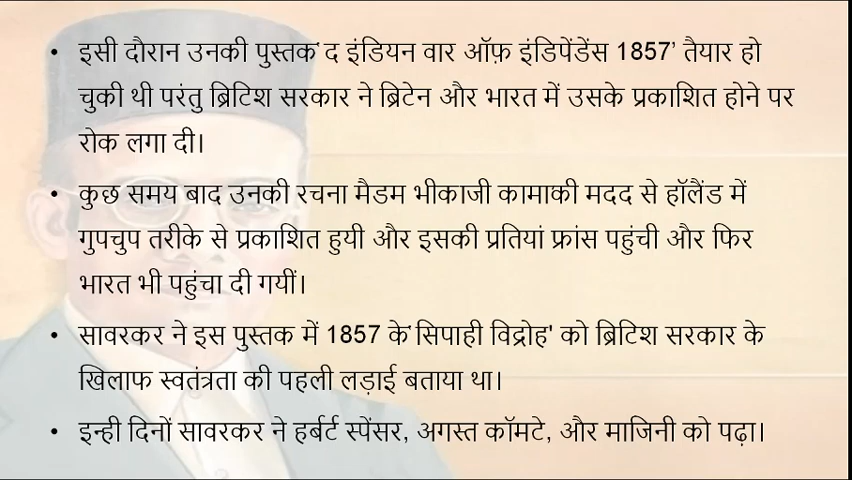 • इसी दौरान उनकी पुस्तक‘ द इंडियन वार ऑफ़ इंडिपेंडेंस 1857’ तैयार हो
चुकी थी परंतु ब्रिटिश सरकार ने ब्रिटेन और भारत में उसके प्रकाशित होने पर
रोक लगा दी।
• कुछ समय बाद उनकी रचना मैडम भीकाजी कामाकी मदद से हॉलैंड में
गुपचुप तरीके से प्रकाशित हुयी और इसकी प्रतियां फ्रांस पहुंची और फिर
भारत भी पहुंचा दी गयीं।
• सावरकर ने इस पुस्तक में 1857 के‘ सिपाही विद्रोह' को ब्रिटिश सरकार के
खिलाफ स्वतंत्रता की पहली लड़ाई बताया था।
• इन्ही दिनों सावरकर ने हर्बर्ट स्पेंसर, अगस्त कॉमटे, और माजिनी को पढ़ा।